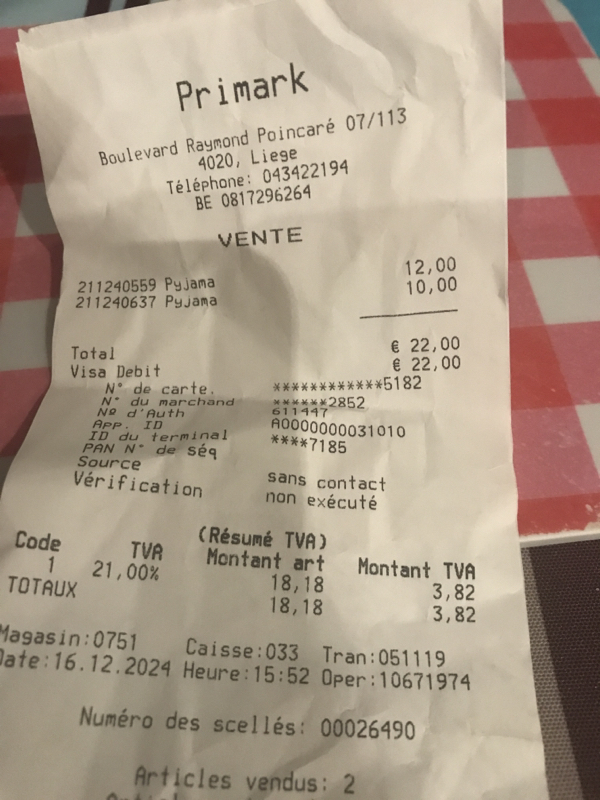 Primark
Boulevard Raymond Poincaré 07/113
4020, Liege
Téléphone: 043422194
BE 0817296264
VENTE
211240559 Pyjama 12,00
211240637 Pyjama 10,00
Total € 22,00
Visa Debit € 22,00
N° de carte. ************5182
N° du marchand ******2852
Nº d'Auth 611447
App. ID A0000000031010
ID du terminal ****7185
PAN N° de séq
Source sans contact
Vérification non exécuté
(Résumé TVA)
Code TVA Montant art Montant TVA
1 21,00% 18,18 3,82
TOTAUX 18,18 3,82
Magasin:0751 Caisse:033 Tran:051119
Date:16.12.2024 Heure:15:52 Oper:10671974
Numéro des scellés: 00026490
Articles vendus: 2